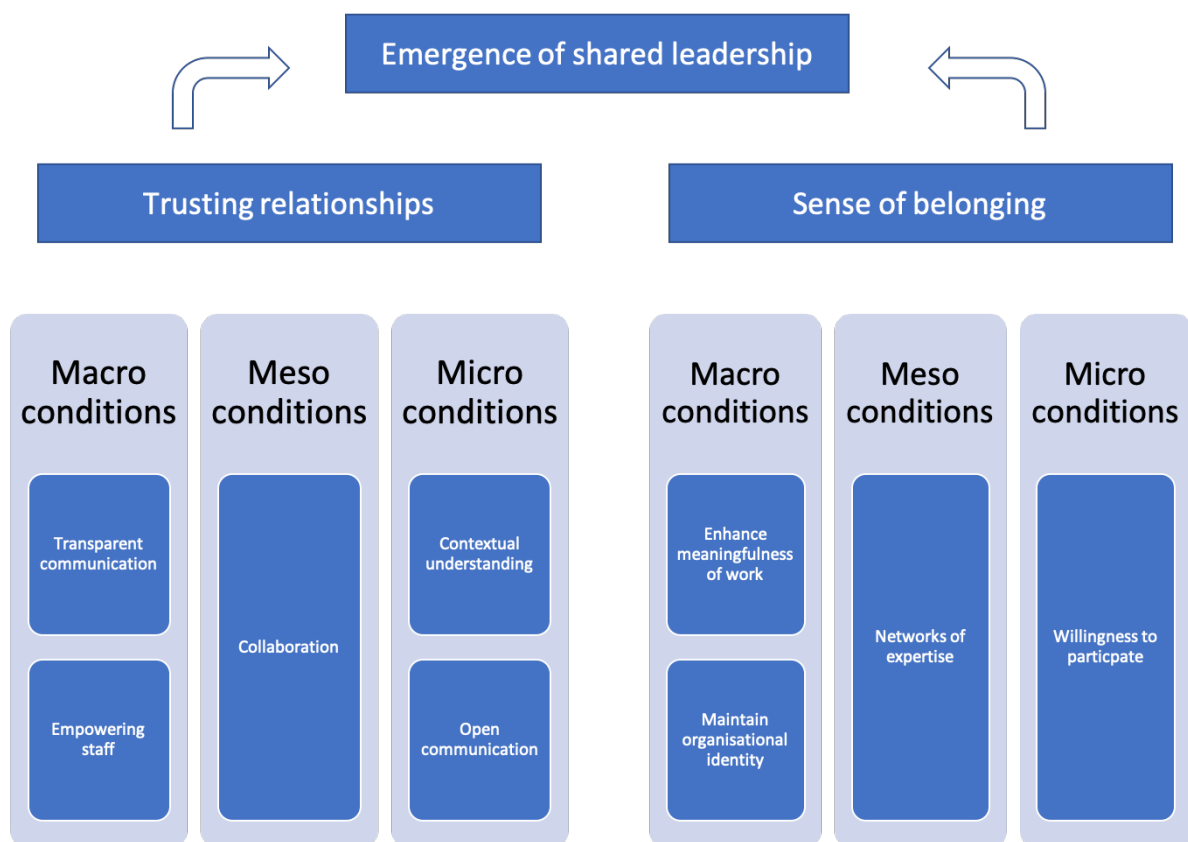 Emergence of shared leadership
Trusting relationships
Sense of belonging
Macro
conditions
Meso
conditions
Micro
conditions
Transparent
communication
Empowering
staff
Collaboration
Contextual
understanding
Open
communication
Macro
conditions
Meso
conditions
Micro
conditions
Enhance
meaningfulness
of work
Maintain
organisational
identity
Networks of
expertise
Willingness to
particpate